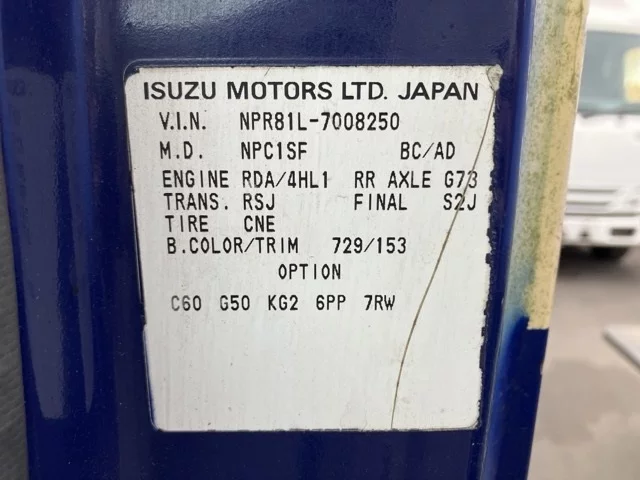 ISUZU MOTORS LTD. JAPAN
V.I.N. NPR81L-7008250
M.D. NPC1SF BC/AD
ENGINE RDA/4HL1 RR AXLE G73
TRANS. RSJ FINAL S2J
TIRE CNE
B.COLOR/TRIM 729/153
OPTION
C60 G50 KG2 6PP 7RW